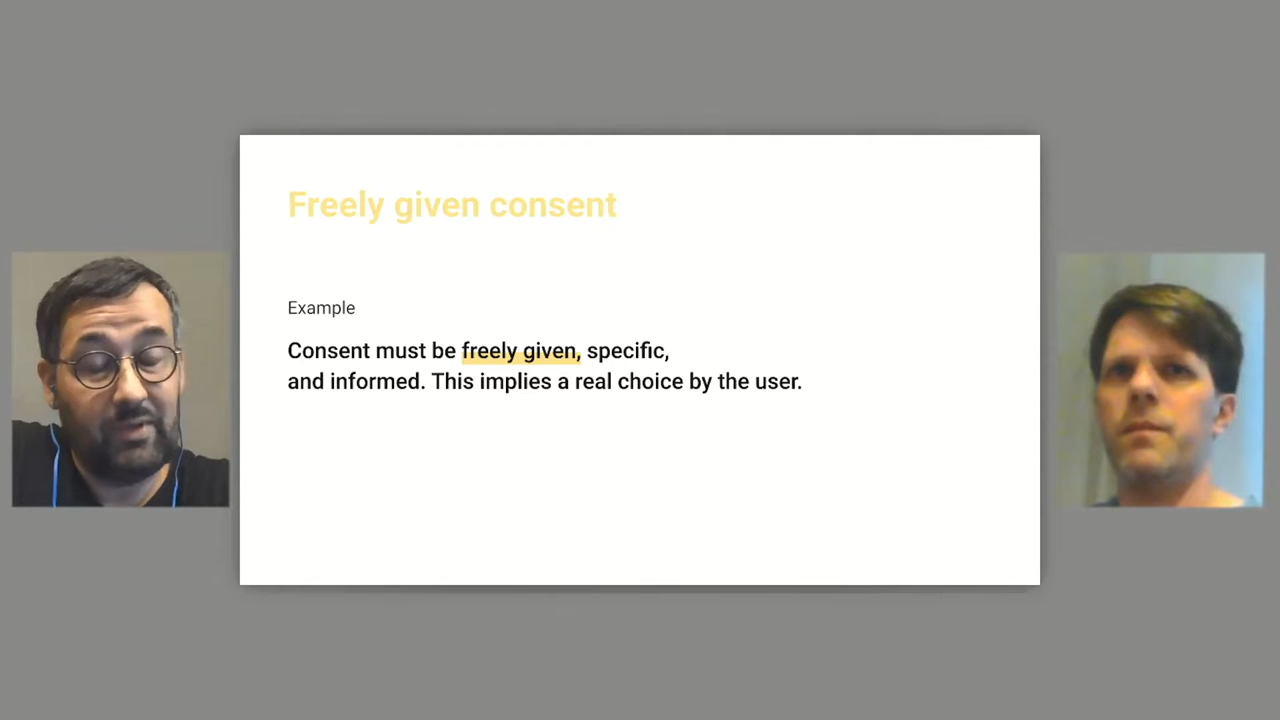 Freely given consent
Example
Consent must be freely given, specific,
and informed. This implies a real choice by the user.